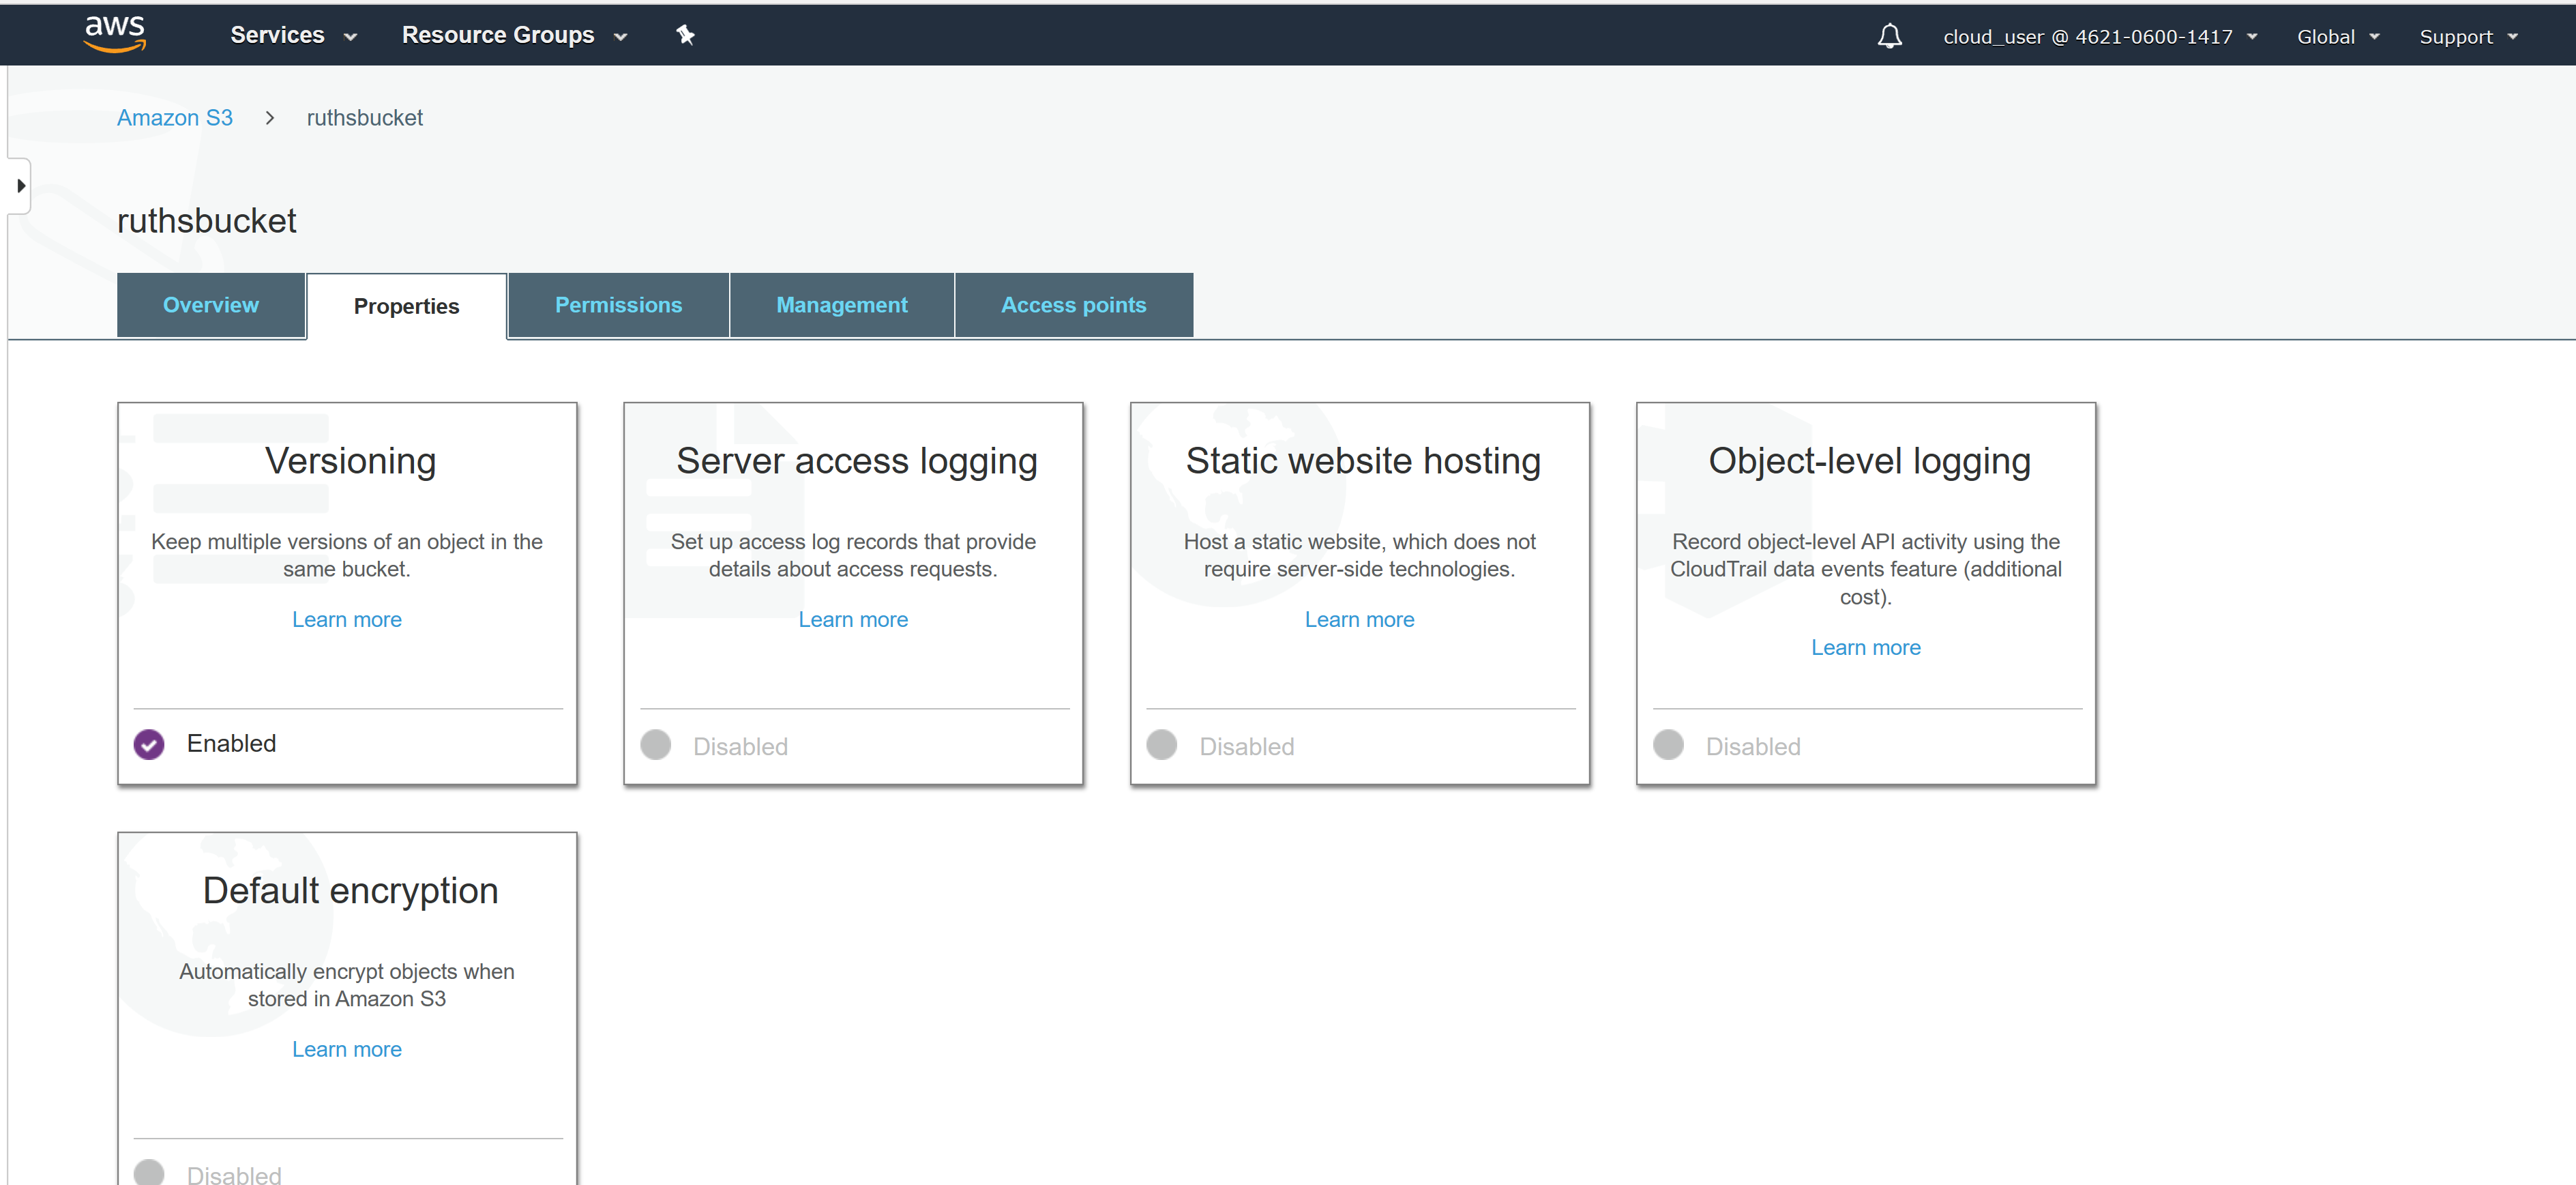 aws Services Resource Groups cloud_user @ 4621-0600-1417 Global Support
Amazon S3 > ruthsbucket
ruthsbucket
Overview Properties Permissions Management Access points
Versioning
Keep multiple versions of an object in the
same bucket.
Learn more
Enabled
Server access logging
Set up access log records that provide
details about access requests.
Learn more
Disabled
Static website hosting
Host a static website, which does not
require server-side technologies.
Learn more
Disabled
Object-level logging
Record object-level API activity using the
CloudTrail data events feature (additional
cost).
Learn more
Disabled
Default encryption
Automatically encrypt objects when
stored in Amazon S3
Learn more
Disabled